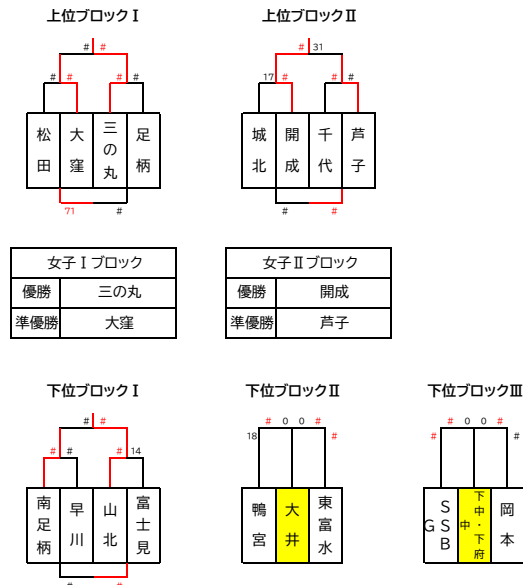 上位ブロックⅠ
上位ブロックⅡ
# #
# 31
# # # #
17 # # #
松田
大窪
三の丸
足柄
城北
開成
千代
芦子
71 #
# #
女子Ⅰブロック
優勝 三の丸
準優勝 大窪
女子Ⅱブロック
優勝 開成
準優勝 芦子
下位ブロックⅠ
下位ブロックⅡ
下位ブロックⅢ
# #
# 0 0 #
# 0 0 #
# # # 14
18 #
# #
南足柄
早川
山北
富士見
鴨宮
大井
東富水
GSSB
下中・下府中
岡本
# #